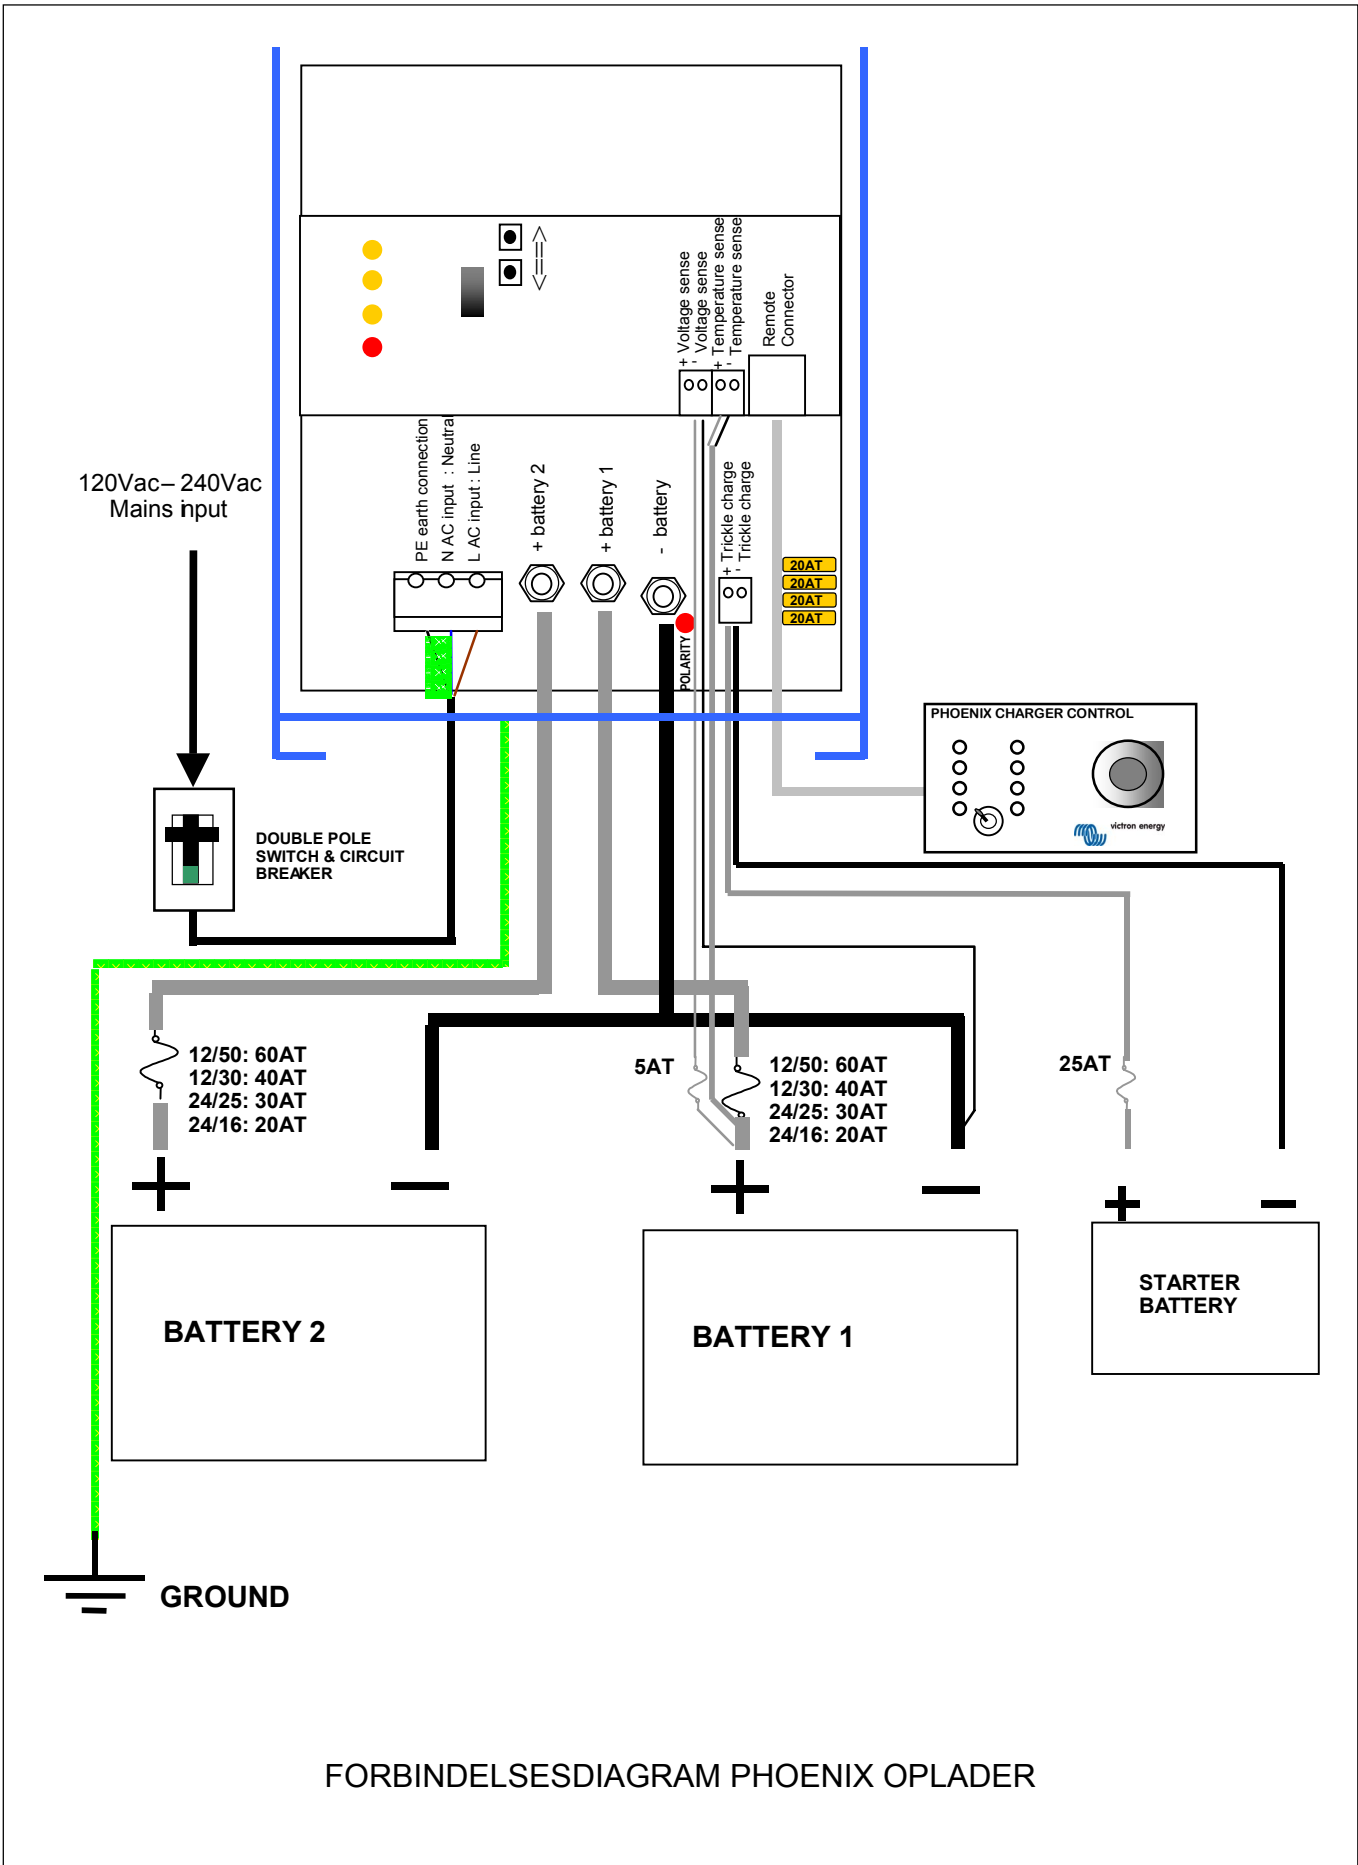 + Voltage sense
- Voltage sense
+ Temperature sense
- Temperature sense
Remote
Connector
PE earth connection
N AC input : Neutral
L AC input : Line
+ battery 2
+ battery 1
- battery
+ Trickle charge
- Trickle charge
20AT
20AT
20AT
20AT
POLARITY
120Vac– 240Vac
Mains input
PHOENIX CHARGER CONTROL
victron energy
DOUBLE POLE
SWITCH & CIRCUIT
BREAKER
12/50: 60AT
12/30: 40AT
24/25: 30AT
24/16: 20AT
5AT
12/50: 60AT
12/30: 40AT
24/25: 30AT
24/16: 20AT
25AT
BATTERY 2
BATTERY 1
STARTER
BATTERY
GROUND
FORBINDELSESDIAGRAM PHOENIX OPLADER